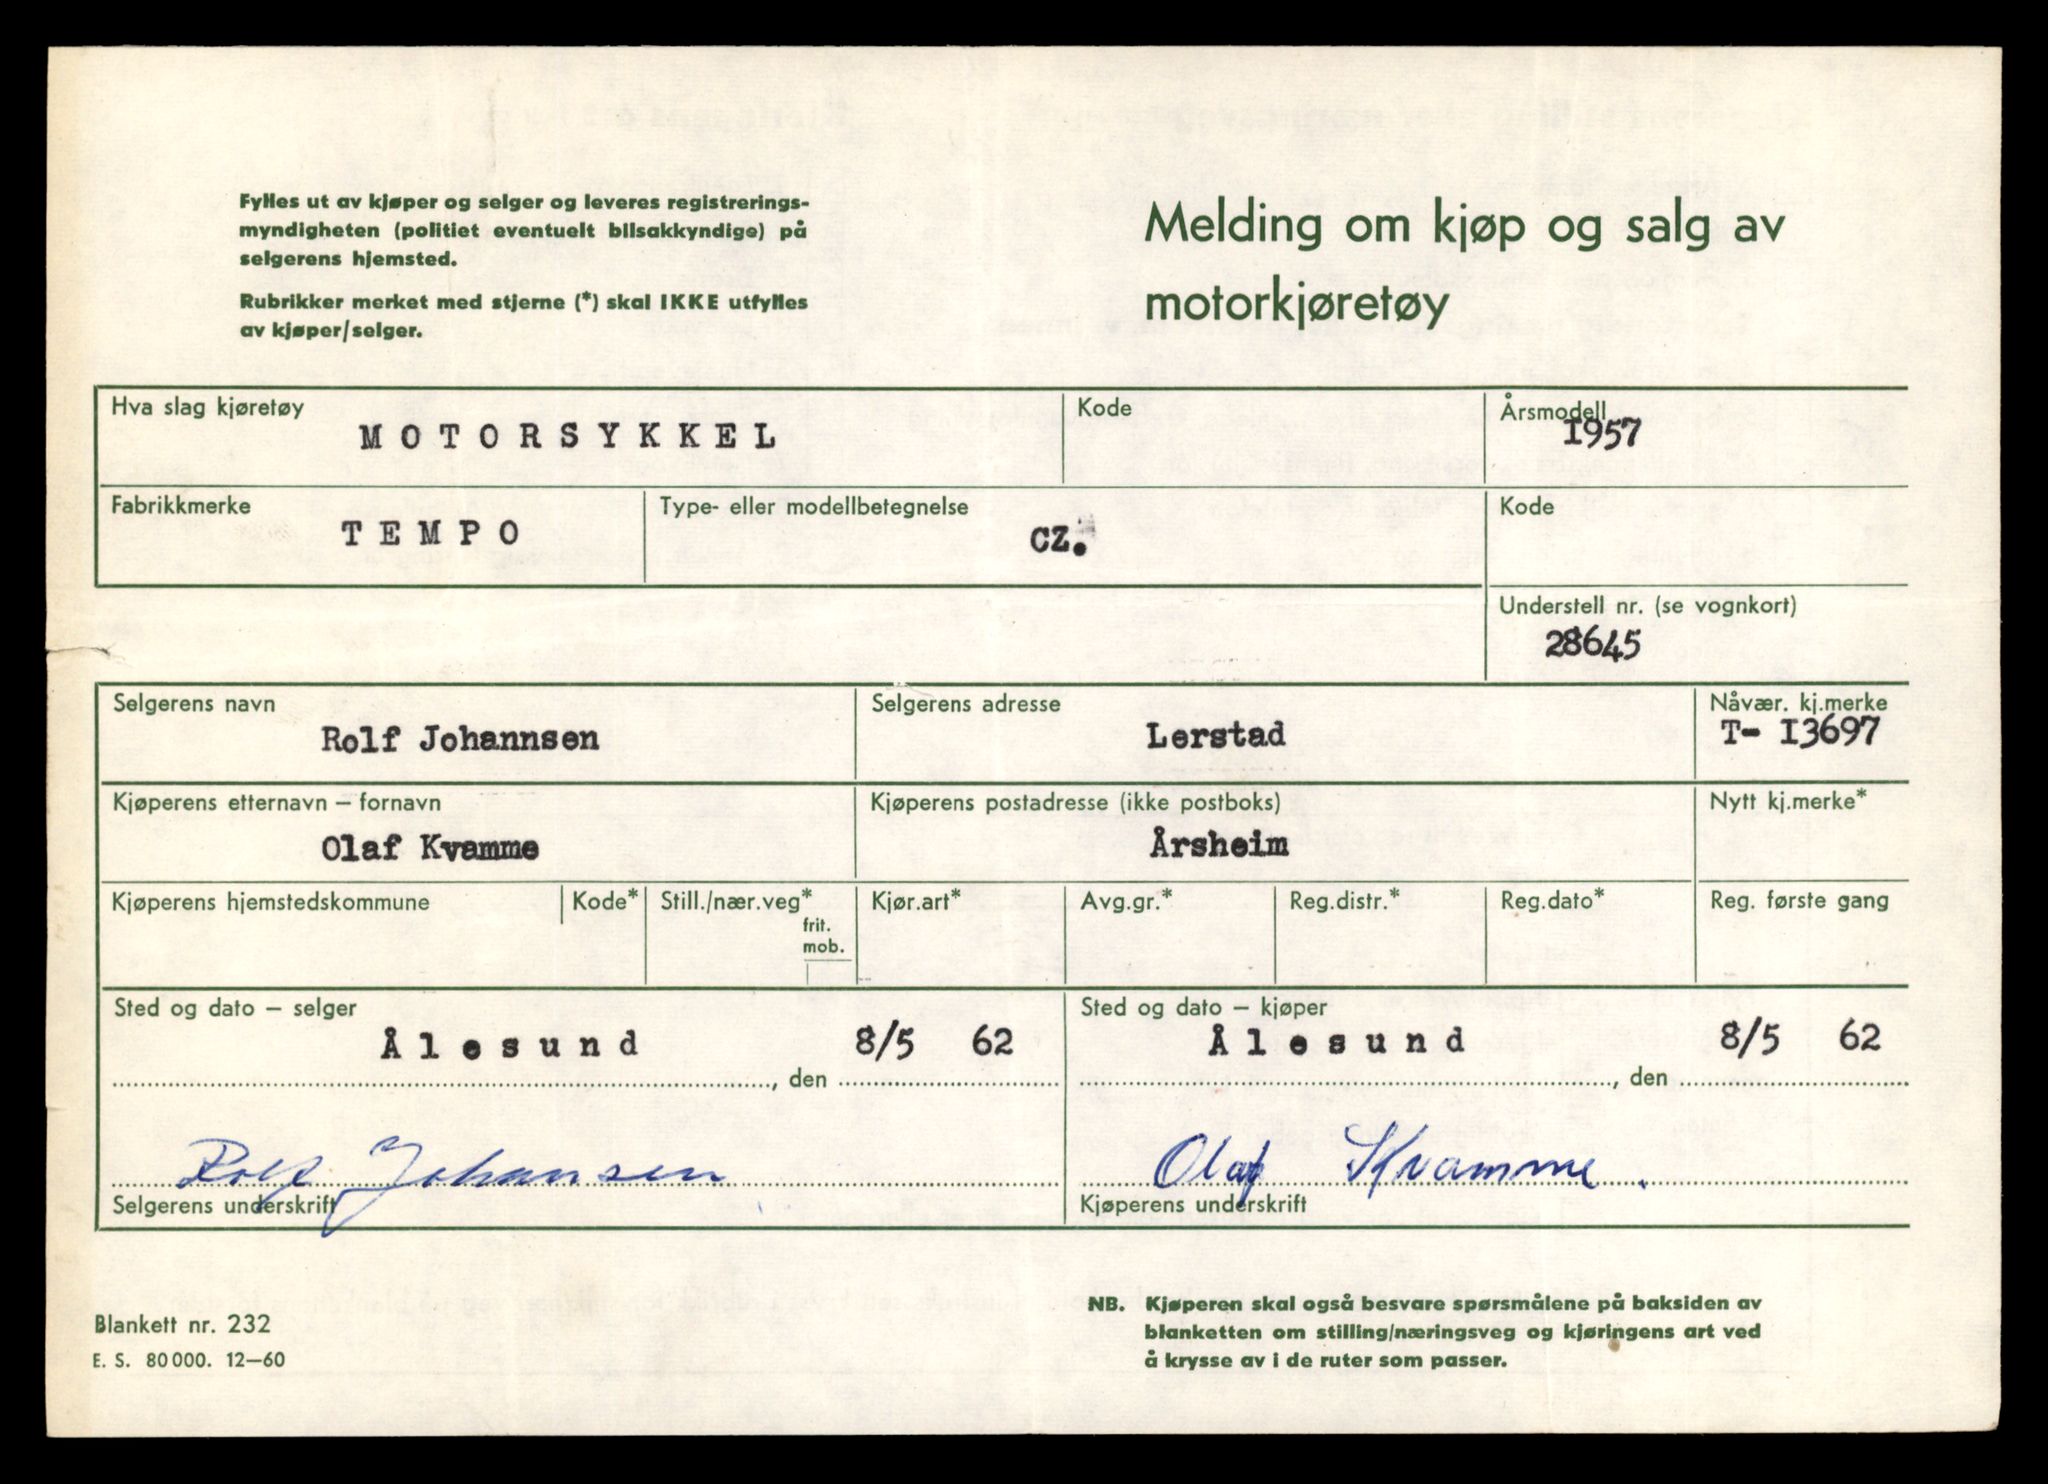 Fylles ut av kjøper og selger og leveres registrerings-
myndigheten (politiet eventuelt bilsakkyndige) på
selgerens hjemsted.
Rubrikker merket med stjerne (*) skal IKKE utfylles
av kjøper/selger.
Melding om kjøp og salg av
motorkjøretøy
Hva slag kjøretøy
MOTORSYKKEL
Kode
Årsmodell
I957
Fabrikkmerke
TEMPO
Type- eller modellbetegnelse
CZ.
Kode
Understell nr. (se vognkort)
28645
Selgerens navn
Rolf Johannsen
Selgerens adresse
Lerstad
Nåvær. kj.merke
T- I3697
Kjøperens etternavn – fornavn
Olaf Kvamme
Kjøperens postadresse (ikke postboks)
Årsheim
Nytt kj.merke*
Kjøperens hjemstedskommune
Kode*
Still./nær.veg*
frit.
mob.
Kjør.art*
Avg.gr.*
Reg.distr.*
Reg.dato*
Reg. første gang
Sted og dato – selger
Ålesund 8/5 62
, den
Sted og dato – kjøper
Ålesund 8/5 62
, den
Rolf Johansen
Selgerens underskrift
Olaf Kvamme.
Kjøperens underskrift
Blankett nr. 232
E. S. 80 000. 12–60
NB. Kjøperen skal også besvare spørsmålene på baksiden av
blanketten om stilling/næringsveg og kjøringens art ved
å krysse av i de ruter som passer.